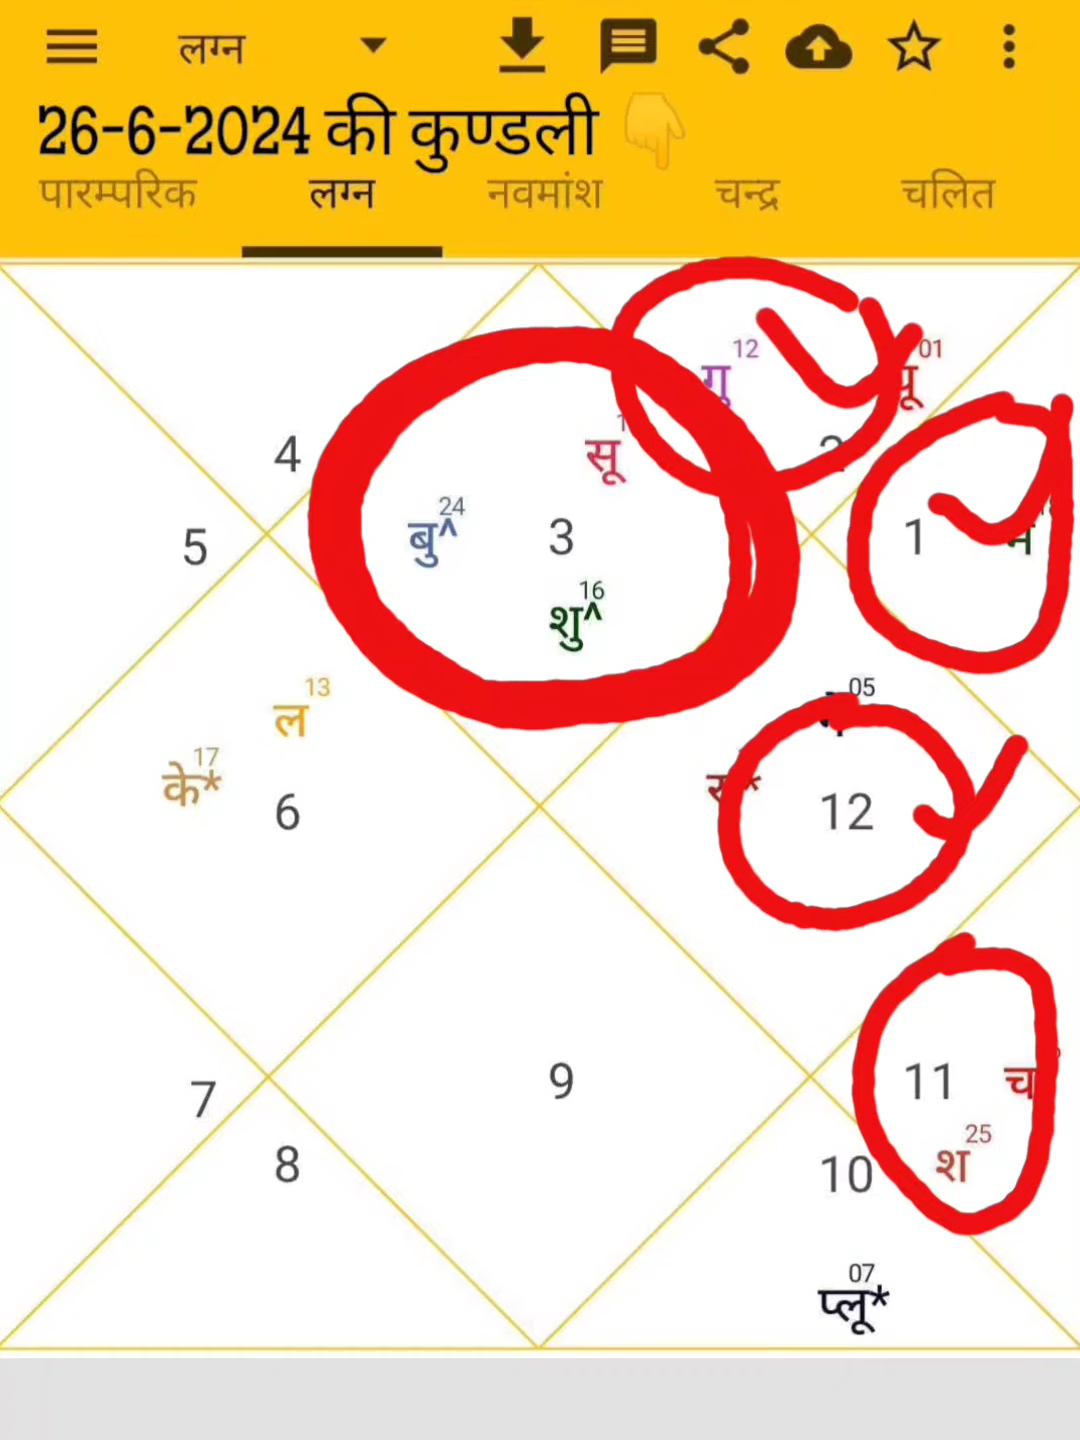 लग्न
26-6-2024 की कुण्डली
पारम्परिक लग्न नवमांश चन्द्र चलित
12
गु
01
यू
सू
4
24
बु^
3
5
1
16
शु^
13
ल
05
17
के*
6
12
11
9
7
25
श
8
10
07
प्लू*